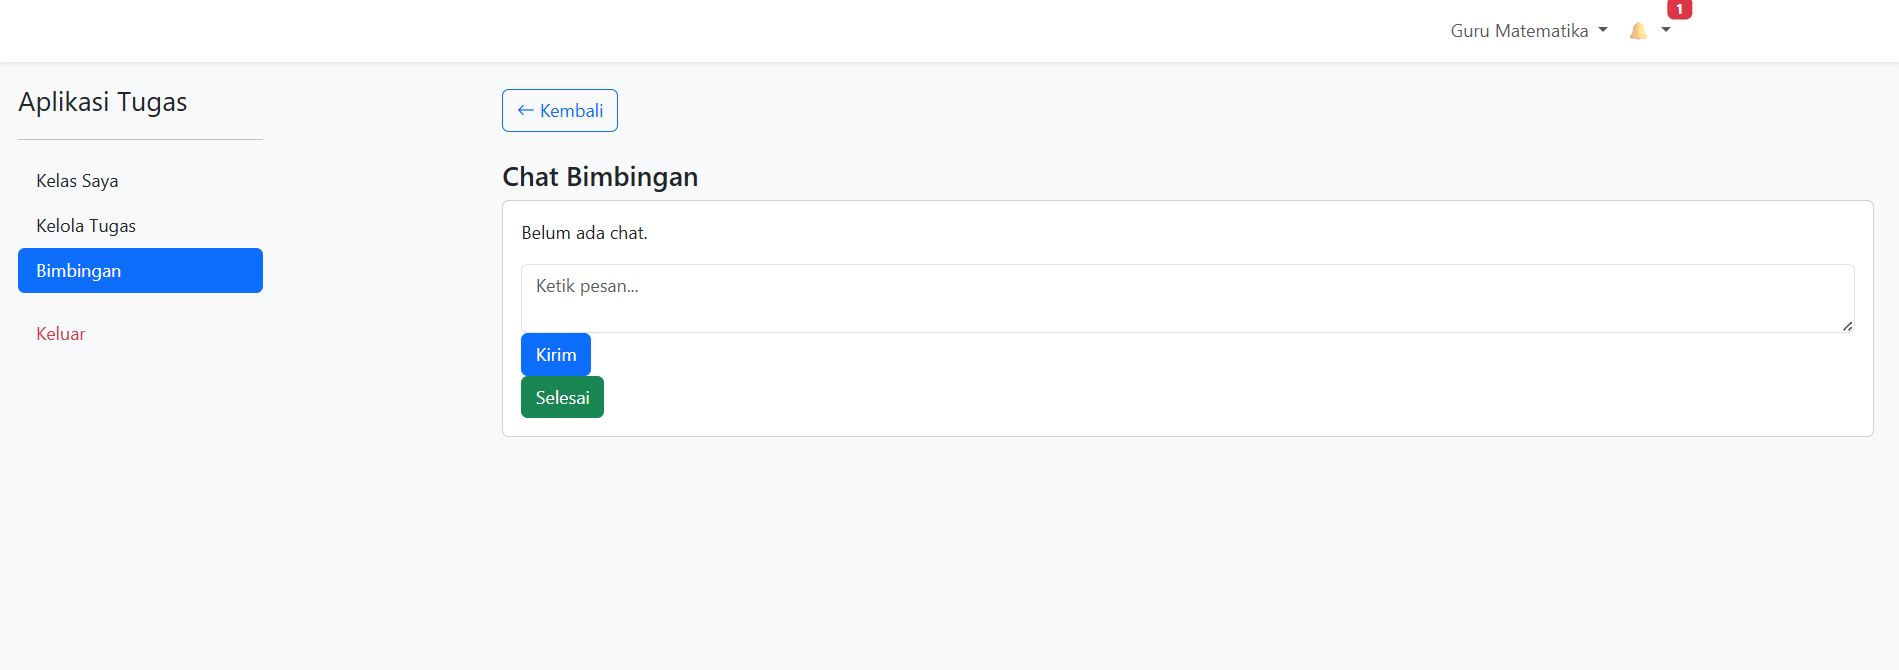 Guru Matematika
1
Aplikasi Tugas
Kelas Saya
Kelola Tugas
Bimbingan
Keluar
← Kembali
Chat Bimbingan
Belum ada chat.
Ketik pesan...
Kirim
Selesai